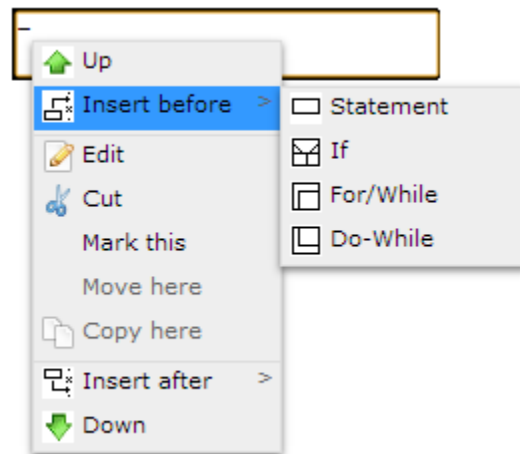 –
Up
Insert before >
Edit
Cut
Mark this
Move here
Copy here
Insert after >
Down
Statement
If
For/While
Do-While